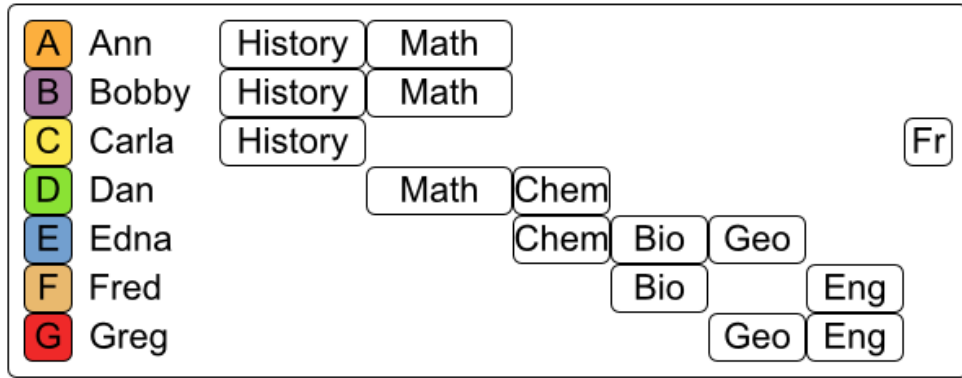 A Ann History Math
B Bobby History Math
C Carla History Fr
D Dan Math Chem
E Edna Chem Bio Geo
F Fred Bio Eng
G Greg Geo Eng